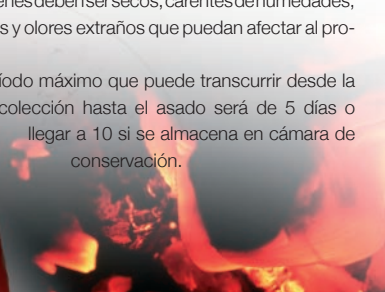 deben ser secos, carentes de humedades,
s y olores extraños que puedan afectar al pro-
íodo máximo que puede transcurrir desde la
colección hasta el asado será de 5 días o
llegar a 10 si se almacena en cámara de
conservación.